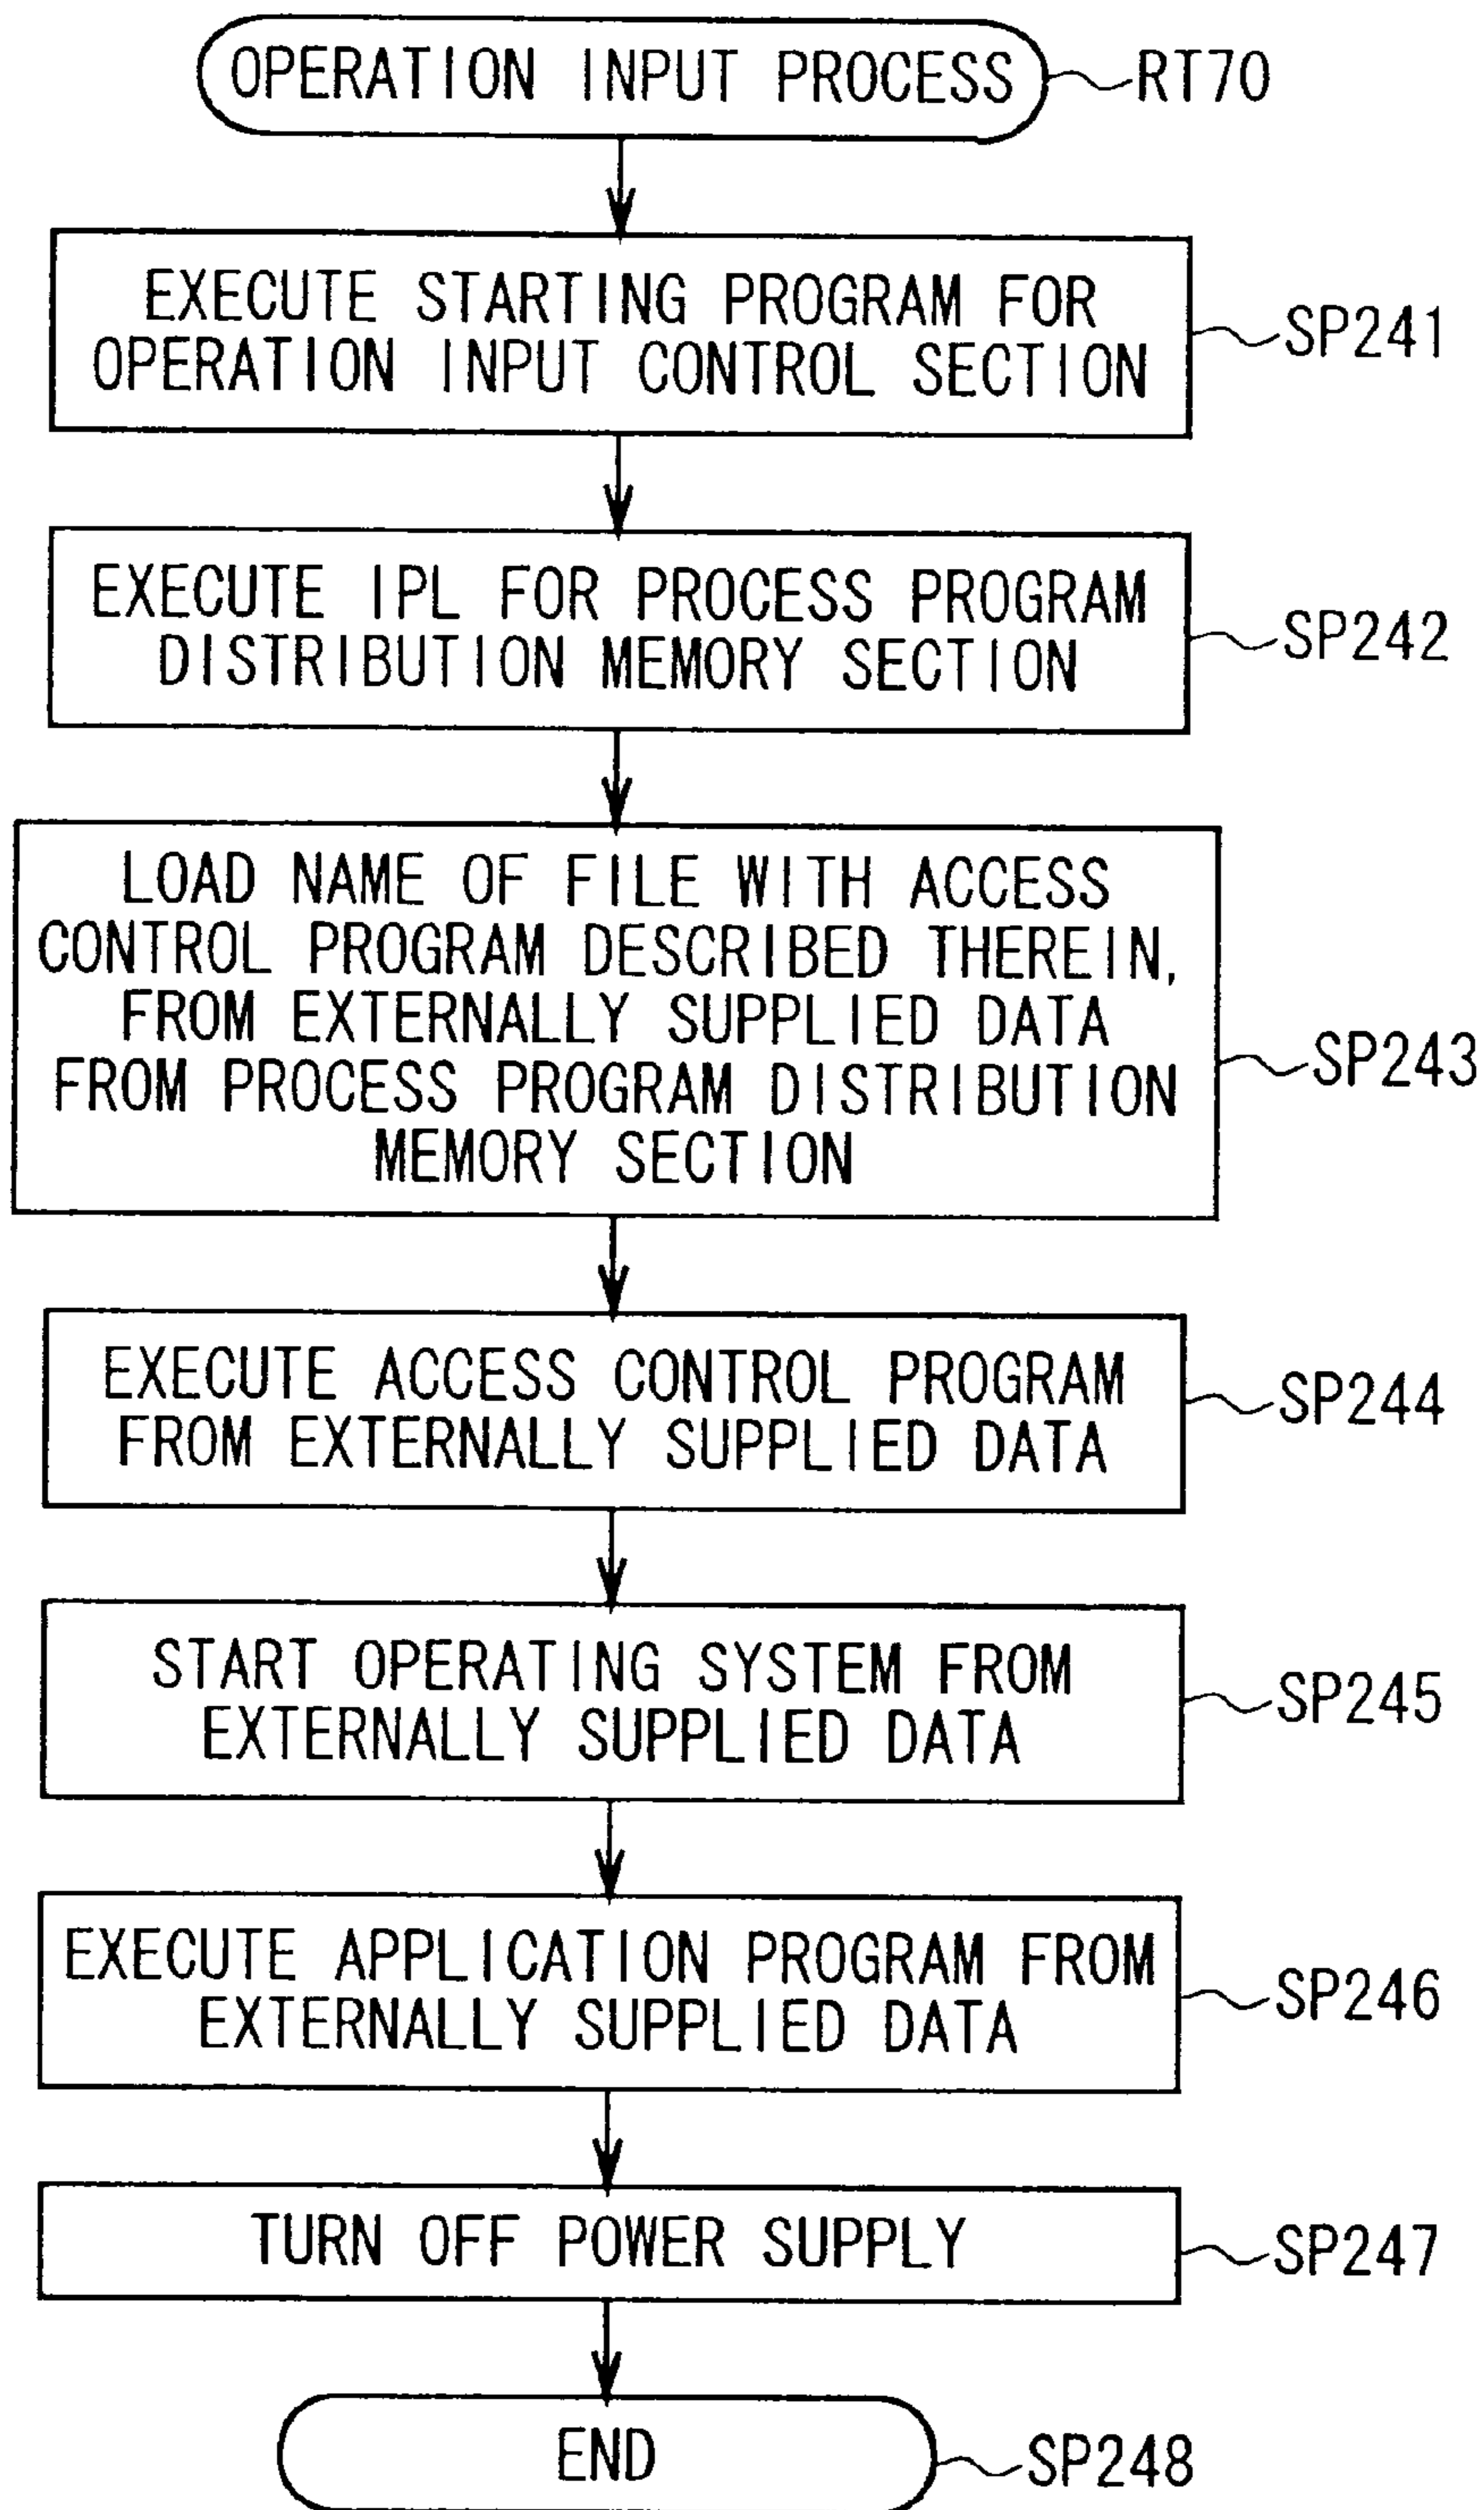 OPERATION INPUT PROCESS RT70
EXECUTE STARTING PROGRAM FOR
OPERATION INPUT CONTROL SECTION
SP241
EXECUTE IPL FOR PROCESS PROGRAM
DISTRIBUTION MEMORY SECTION
SP242
LOAD NAME OF FILE WITH ACCESS
CONTROL PROGRAM DESCRIBED THEREIN,
FROM EXTERNALLY SUPPLIED DATA
FROM PROCESS PROGRAM DISTRIBUTION
MEMORY SECTION
SP243
EXECUTE ACCESS CONTROL PROGRAM
FROM EXTERNALLY SUPPLIED DATA
SP244
START OPERATING SYSTEM FROM
EXTERNALLY SUPPLIED DATA
SP245
EXECUTE APPLICATION PROGRAM FROM
EXTERNALLY SUPPLIED DATA
SP246
TURN OFF POWER SUPPLY SP247
END SP248